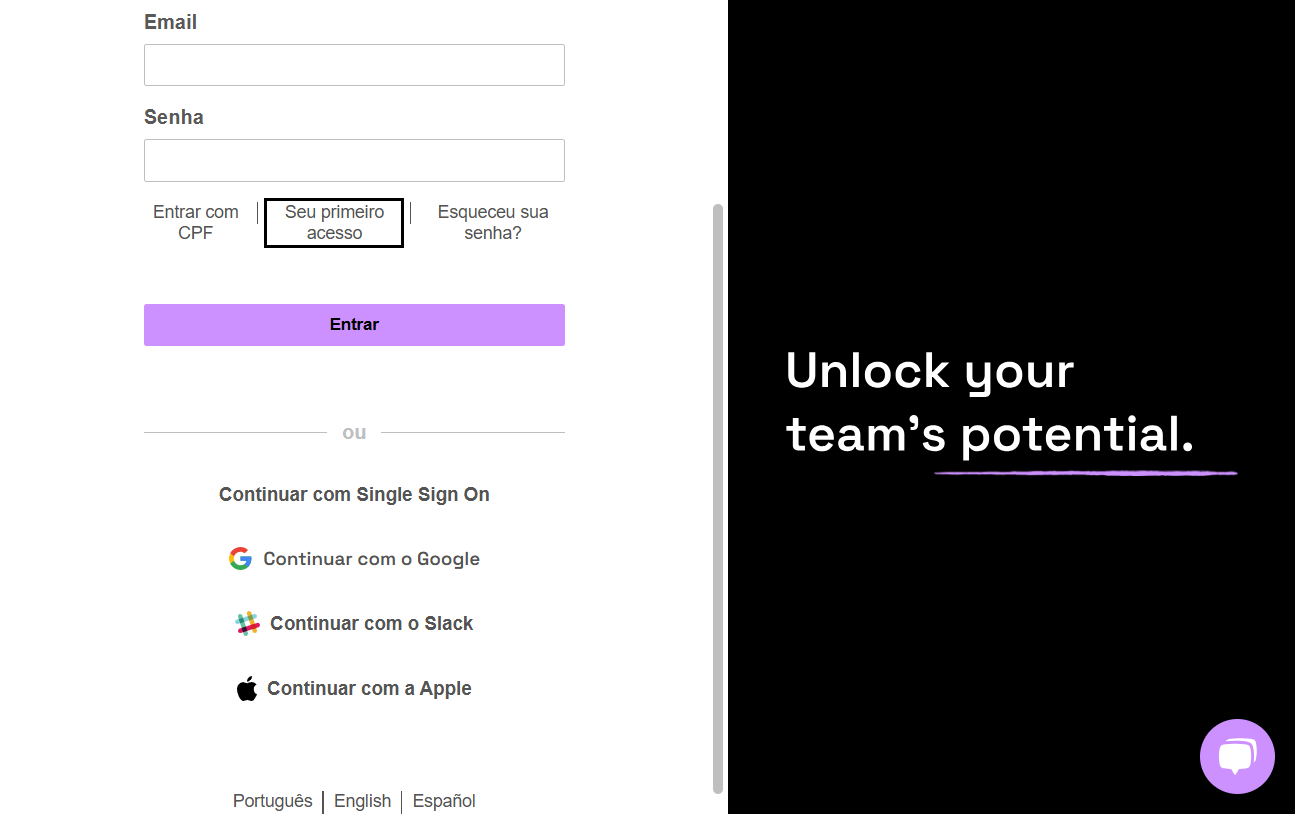 Email
Senha
Entrar com
CPF
Seu primeiro
acesso
Esqueceu sua
senha?
Entrar
ou
Continuar com Single Sign On
Continuar com o Google
Continuar com o Slack
Continuar com a Apple
Português
English
Español
Unlock your
team’s potential.